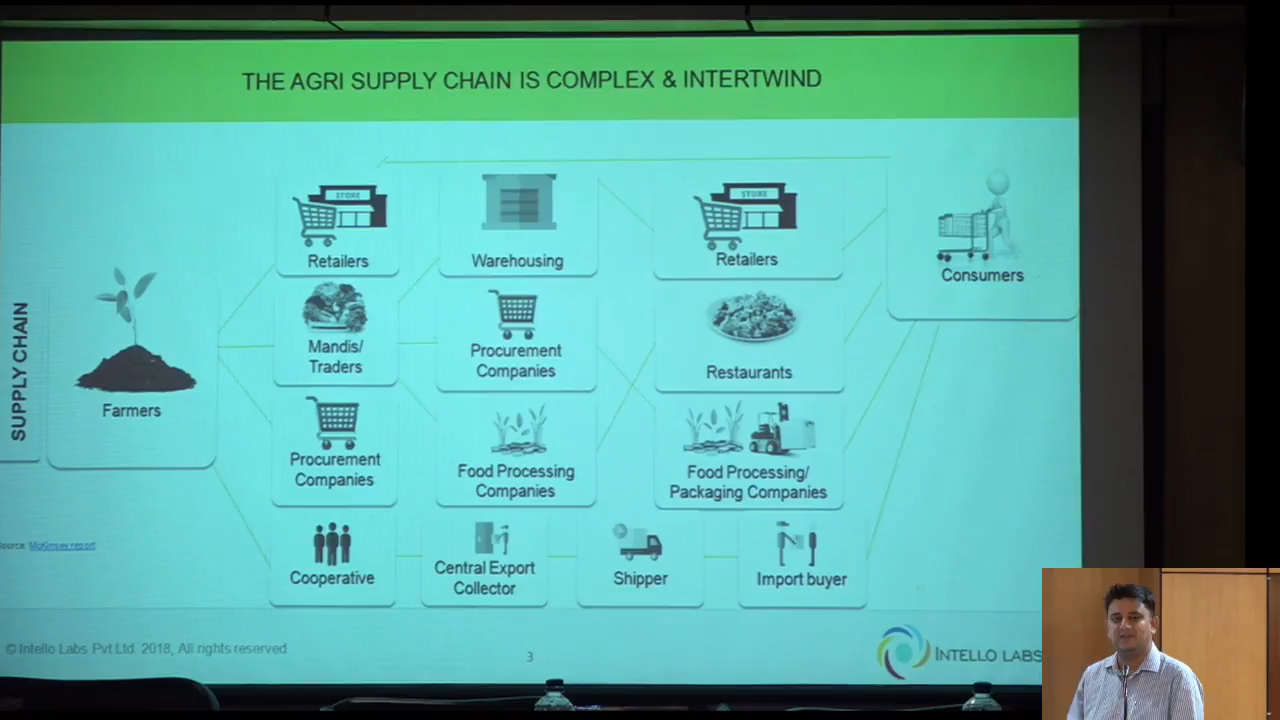 THE AGRI SUPPLY CHAIN IS COMPLEX & INTERTWIND
SUPPLY CHAIN
Farmers
STORE
Retailers
Warehousing
STORE
Retailers
Consumers
Mandis/
Traders
Procurement
Companies
Restaurants
Procurement
Companies
Food Processing
Companies
Food Processing/
Packaging Companies
Cooperative
Central Export
Collector
Shipper
Import buyer
Source: McKinsey report
© Intello Labs Pvt Ltd. 2018, All rights reserved
3
INTELLO LABS